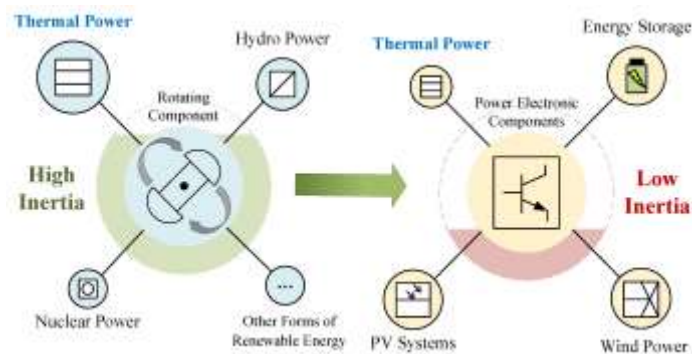 Thermal Power
Hydro Power
Rotating
Component
High
Inertia
Nuclear Power
...
Other Forms of
Renewable Energy
Thermal Power
Energy Storage
Power Electronic
Components
Low
Inertia
PV Systems
Wind Power